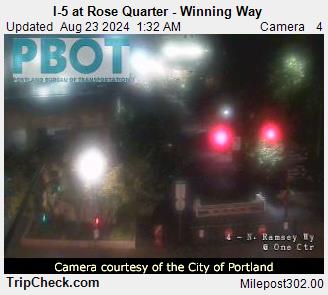 I-5 at Rose Quarter - Winning Way
Updated Aug 23 2024 1:32 AM Camera 4
PBOT
PORTLAND BUREAU OF TRANSPORTATION
4 - N. Ramsey Wy
@ One Ctr
Camera courtesy of the City of Portland
TripCheck.com Milepost302.00